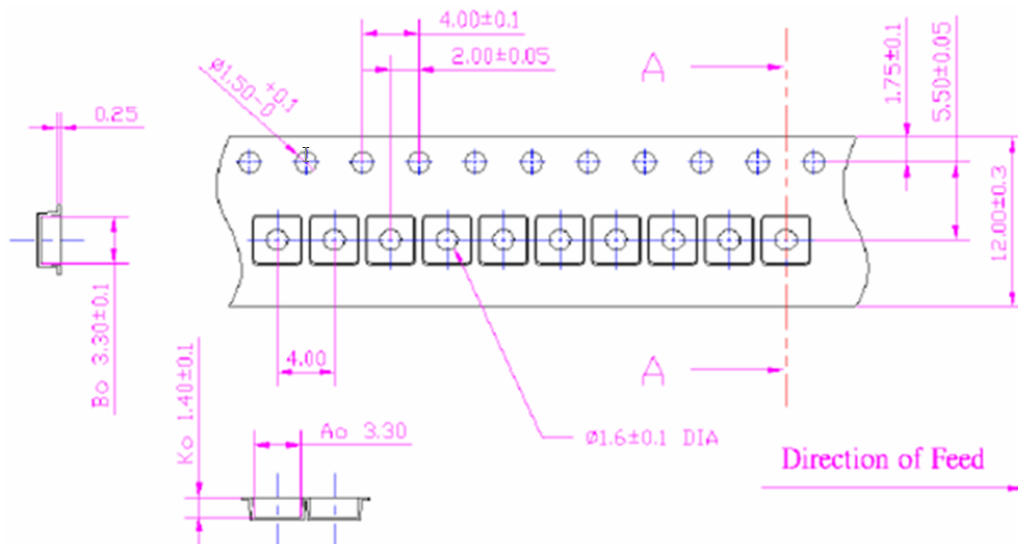 4.00±0.1
2.00±0.05
ø1.50 +0.1 -0
A
1.75±0.1
5.50±0.05
0.25
12.00±0.3
Bo 3.30±0.1
4.00
A
Ko 1.40±0.1
Ao 3.30
ø1.6±0.1 DIA
Direction of Feed